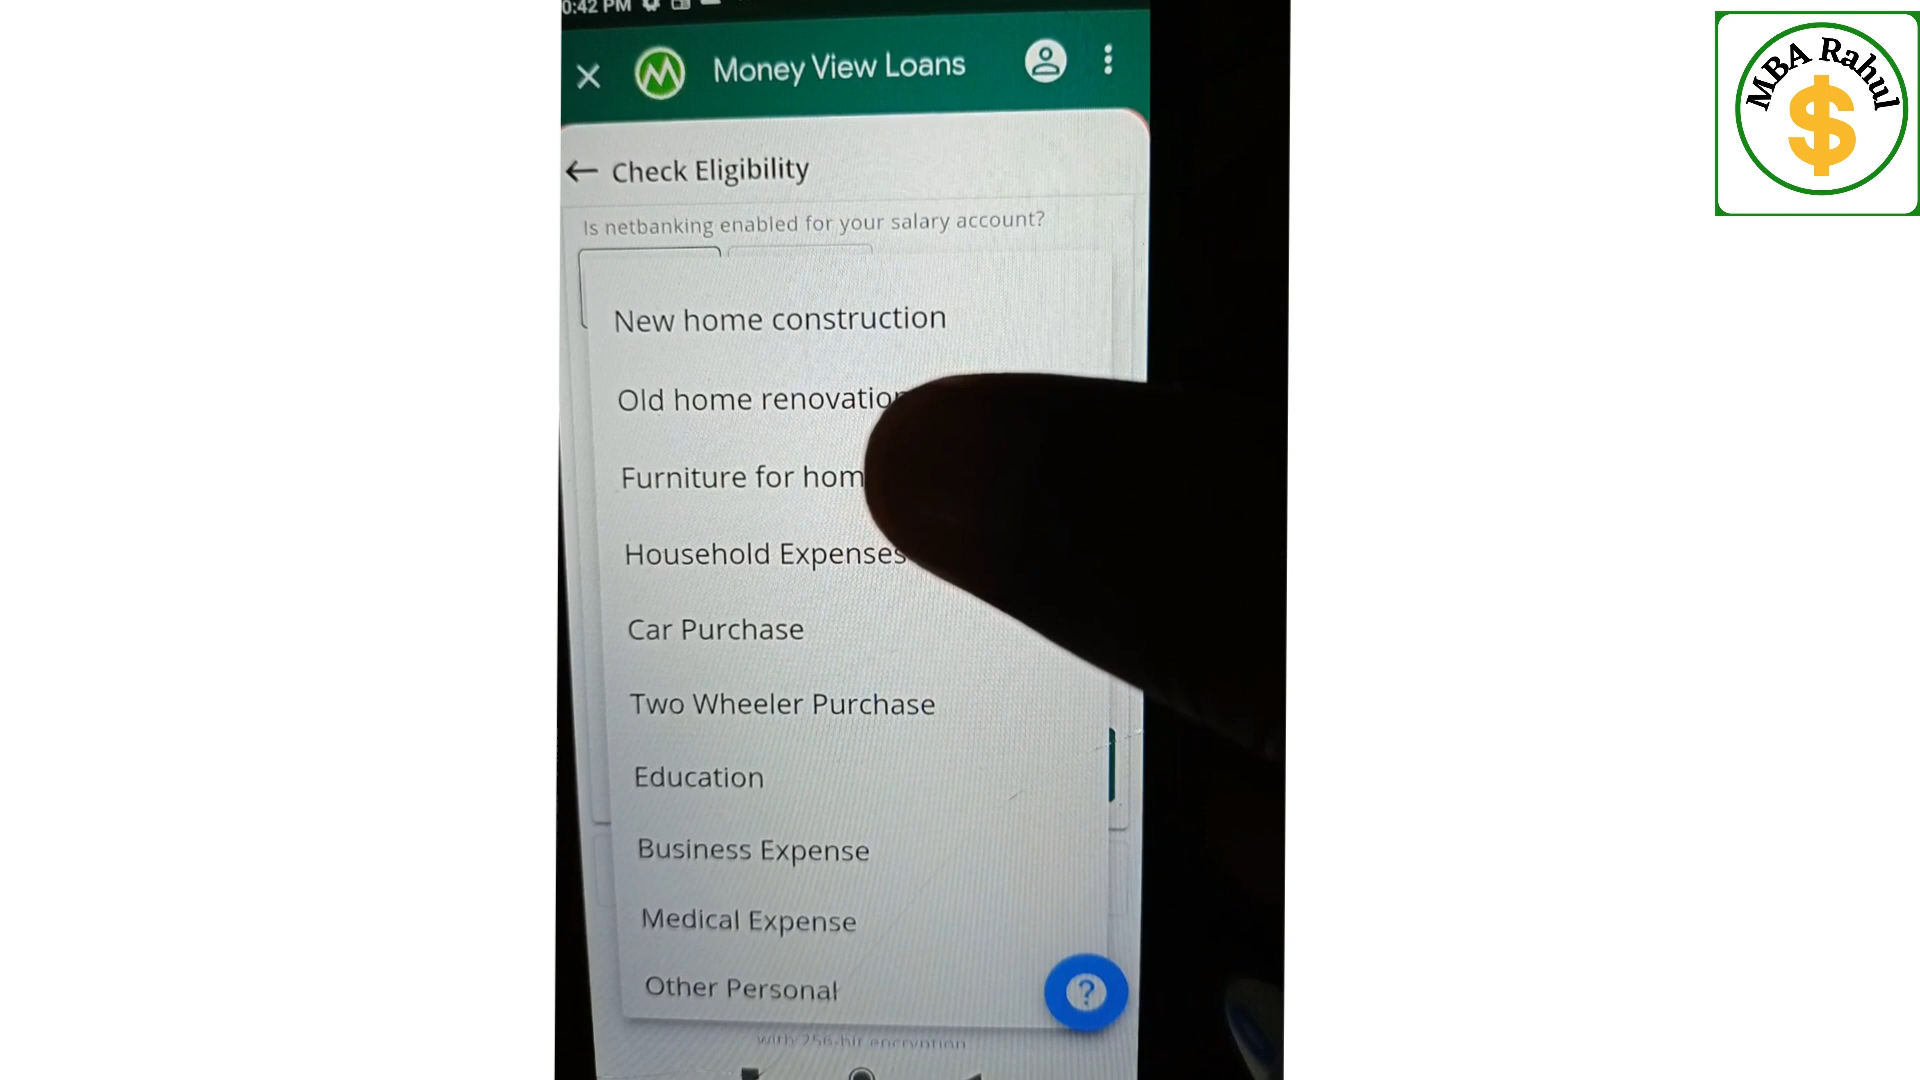 0:42 PM
Money View Loans
Check Eligibility
Is netbanking enabled for your salary account?
New home construction
Old home renovation
Furniture for hom
Household Expenses
Car Purchase
Two Wheeler Purchase
Education
Business Expense
Medical Expense
Other Personal
?
with 256-bit encryption
MBA Rahul
$